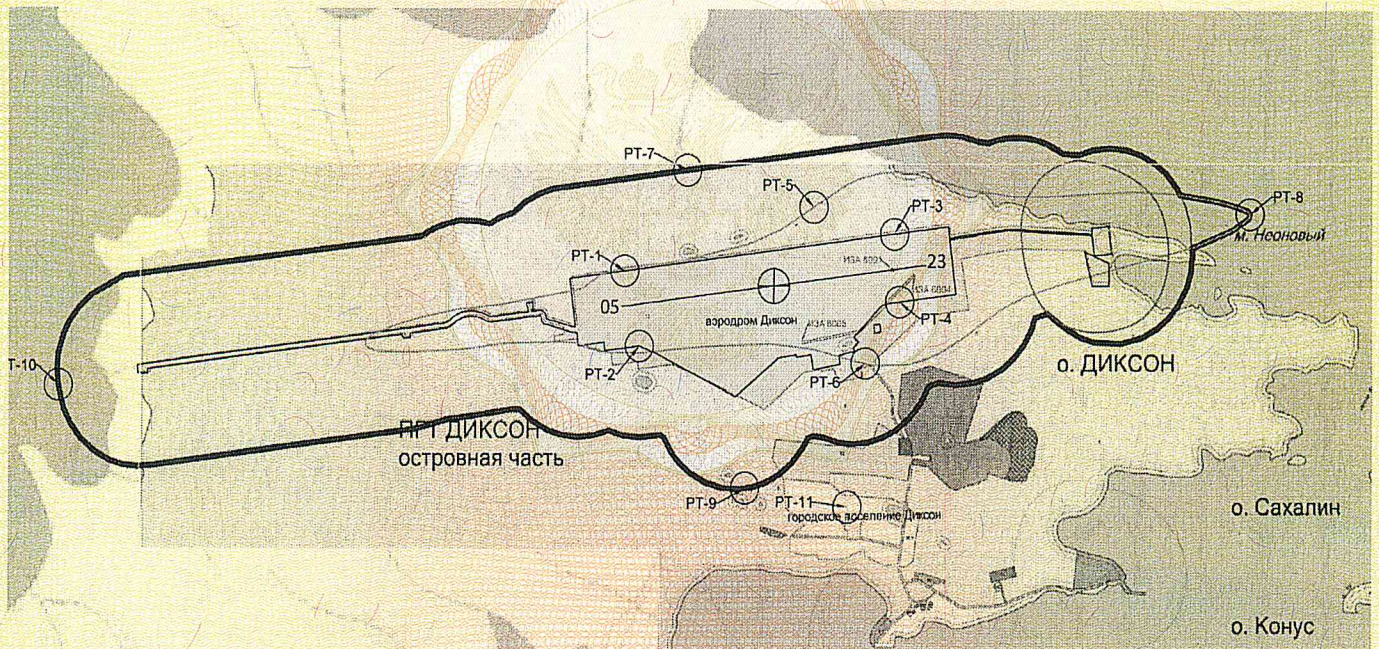 РТ-7
РТ-5
РТ-3
РТ-8
м. Неоновый
РТ-1
ИЗА 6001
23
05
аэродром Диксон
ИЗА 6004
РТ-4
ИЗА 6005
РТ-2
РТ-6
о. ДИКСОН
Т-10
ПГТ ДИКСОН
островная часть
РТ-9
РТ-11
городское поселение Диксон
о. Сахалин
о. Конус